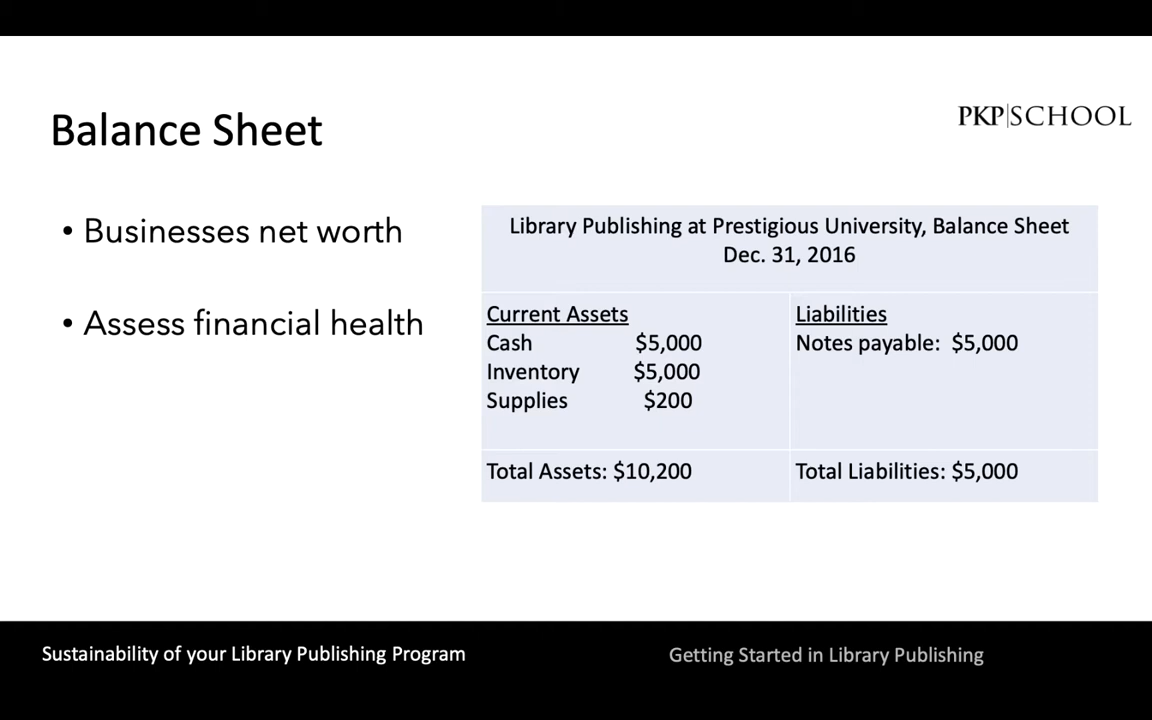 Balance Sheet
PKP|SCHOOL
• Businesses net worth
• Assess financial health
Library Publishing at Prestigious University, Balance Sheet
Dec. 31, 2016
Current Assets
Cash $5,000
Inventory $5,000
Supplies $200
Total Assets: $10,200
Liabilities
Notes payable: $5,000
Total Liabilities: $5,000
Sustainability of your Library Publishing Program
Getting Started in Library Publishing